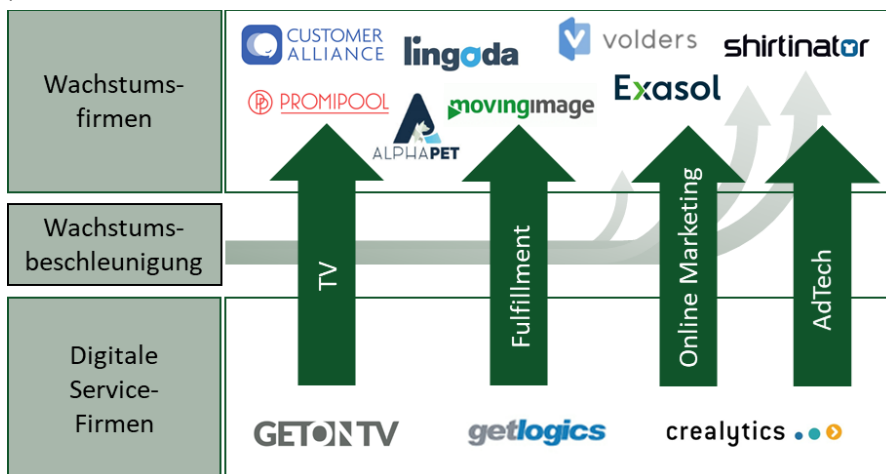 Wachstums-
firmen
CUSTOMER
ALLIANCE
lingoda
volders
shirtinator
PROMIPOOL
ALPHAPET
movingimage
Exasol
Wachstums-
beschleunigung
TV
Fulfillment
Online Marketing
AdTech
Digitale
Service-
Firmen
GETONTV
getlogics
crealytics